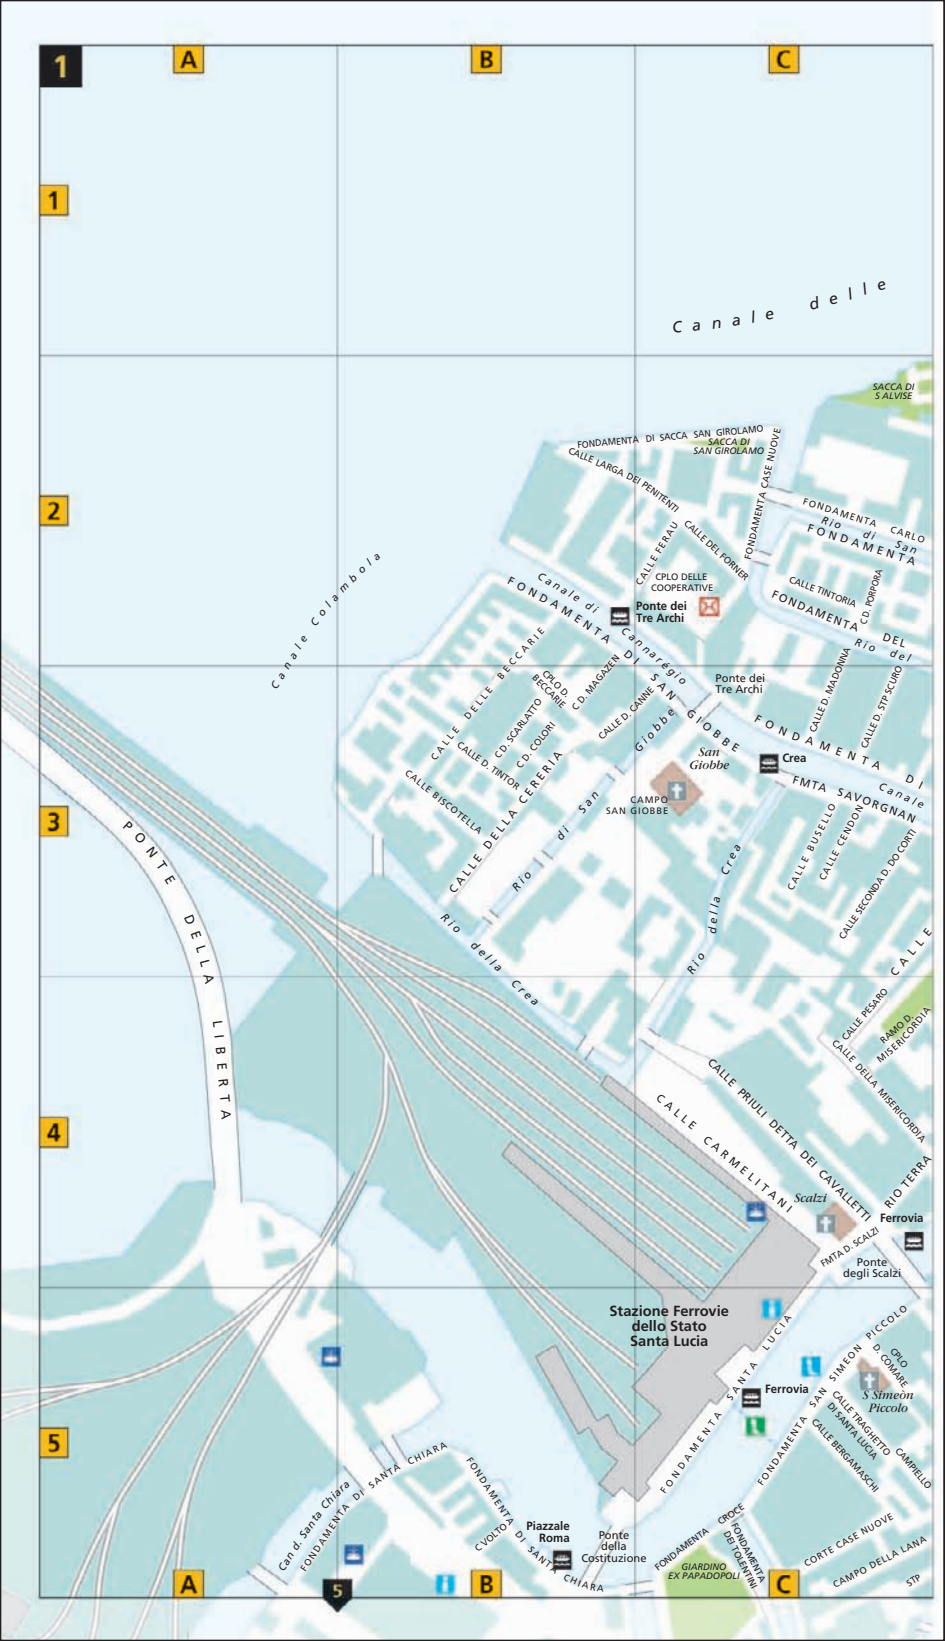 1
A
B
C
1
Canale delle
SACCA DI
S ALVISE
FONDAMENTA DI SACCA SAN GIROLAMO
SACCA DI
SAN GIROLAMO
CALLE LARGA DEI PENITENTI
FONDAMENTA CASE NUOVE
2
FONDAMENTA CARLO
Rio di San
FONDAMENTA
CALLE FERAU
CALLE DEL FORNER
CPLO DELLE
COOPERATIVE
CALLE TINTORIA
CD. PORPORA
FONDAMENTA DEL
Rio del
Canale Colambola
Canale di Cannarégio
FONDAMENTA DI SAN GIOBBE
Ponte dei
Tre Archi
Ponte dei
Tre Archi
CALLE DELLE BECCARIE
CPLO D.
BECCARIE
CD. MAGAZEN
CD. SCARLATTO
CD. COLORI
CALLE D. CANNE
CALLE D. TINTOR
CALLE BISCOTELLA
CALLE DELLA CERERIA
CALLE D. MADONNA
CALLE D. STP SCURO
FONDAMENTA DI
Canale
FMTA SAVORGNAN
Crea
San
Giobbe
CAMPO
SAN GIOBBE
Rio di San Giobbe
3
CALLE BUSELLO
CALLE CENDON
CALLE SECONDA D. DO CORTI
PONTE DELLA LIBERTA
Rio della Crea
Rio della Crea
CALLE
CALLE PESARO
RAMO D.
MISERICORDIA
CALLE DELLA MISERICORDIA
4
CALLE PRIULI DETTA DEI CAVALLETTI
CALLE CARMELITANI
RIO TERRA
Scalzi
Ferrovia
FMTA D. SCALZI
Ponte
degli Scalzi
Stazione Ferrovie
dello Stato
Santa Lucia
FONDAMENTA SANTA LUCIA
Ferrovia
FONDAMENTA SAN SIMEON PICCOLO
CPLO
D. COMARE
S Simeòn
Piccolo
CALLE TRAGHETTO
DI SANTA LUCIA
CALLE BERGAMASCHI
CAMPIELLO
5
Can d. Santa Chiara
FONDAMENTA DI SANTA CHIARA
FONDAMENTA DI SANTA CHIARA
C VOLTO
Piazzale
Roma
Ponte
della
Costituzione
FONDAMENTA CROCE
FONDAMENTA
DEI TOLENTINI
GIARDINO
EX PAPADOPOLI
CORTE CASE NUOVE
CAMPO DELLA LANA
STP
A
5
B
C